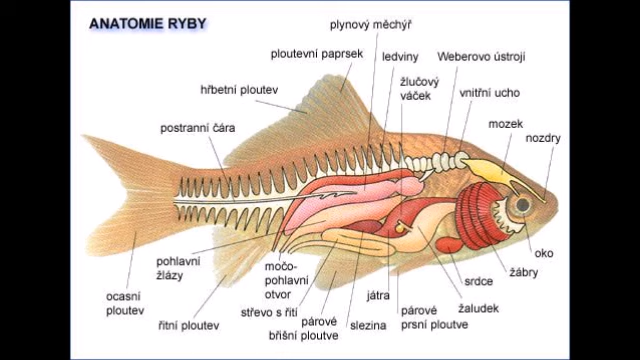 ANATOMIE RYBY
plynový měchýř
ploutevní paprsek
ledviny
Weberovo ústrojí
hřbetní ploutev
žlučový
váček
vnitřní ucho
postranní čára
mozek
nozdry
pohlavní
žlázy
močo-
pohlavní
otvor
oko
žábry
srdce
ocasní
ploutev
játra
žaludek
řitní ploutev
střevo s řití
párové
břišní ploutve
slezina
párové
prsní ploutve